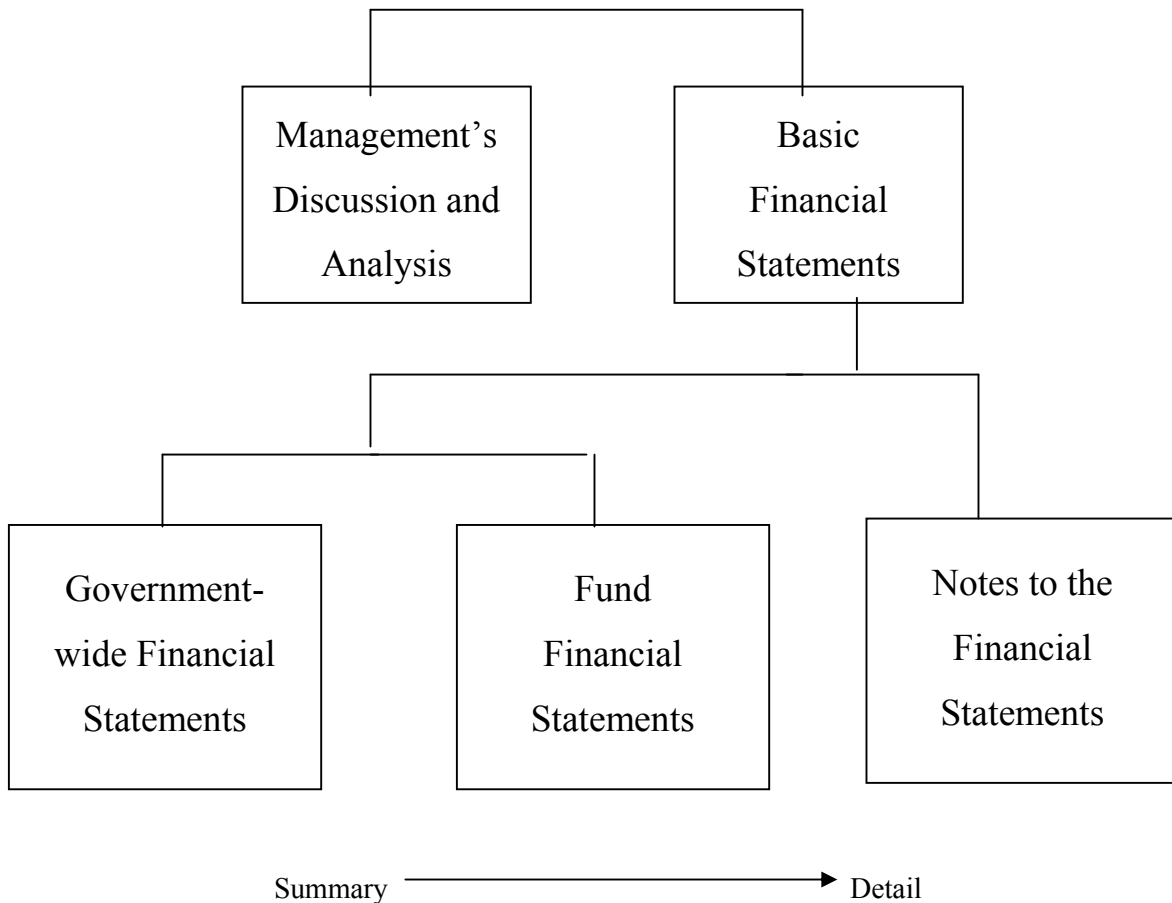 Management’s
Discussion and
Analysis
Basic
Financial
Statements
Government-
wide Financial
Statements
Fund
Financial
Statements
Notes to the
Financial
Statements
Summary
Detail